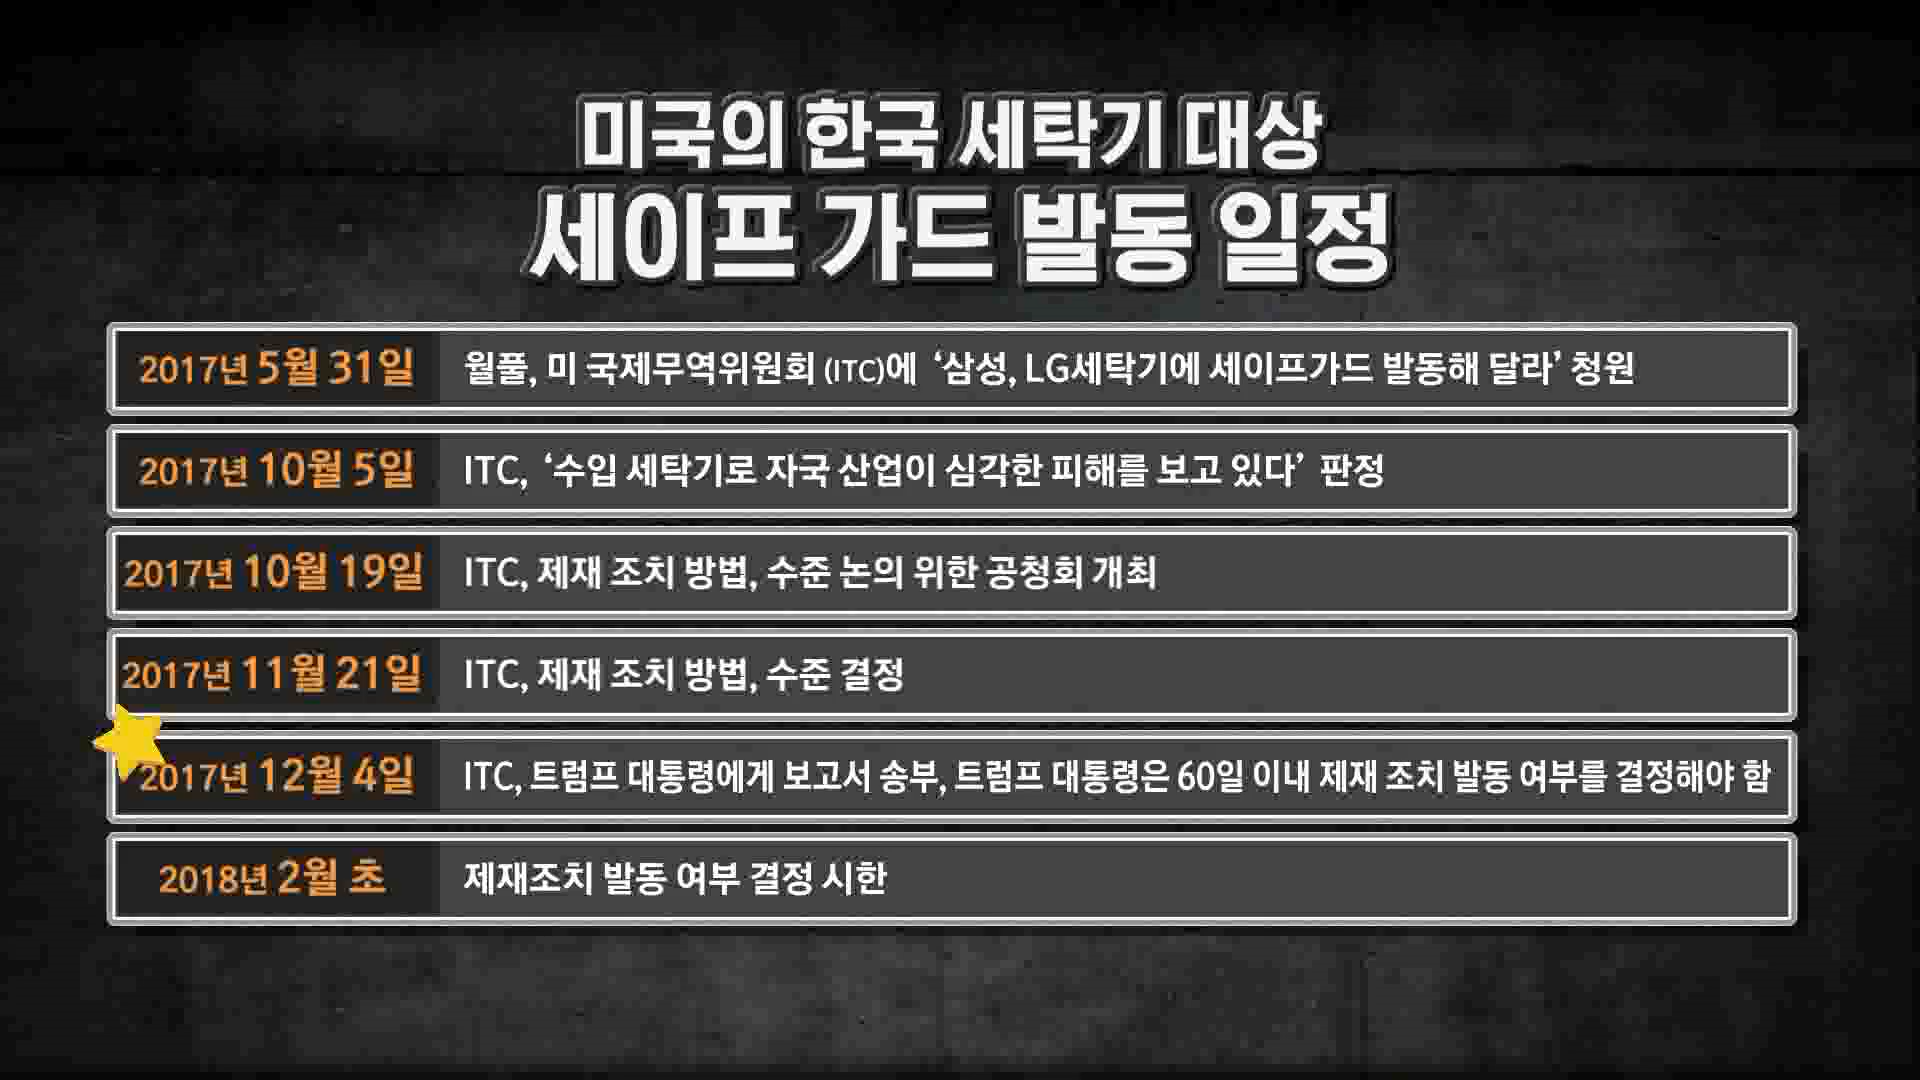 미국의 한국 세탁기 대상
세이프 가드 발동 일정
2017년 5월 31일 월풀, 미 국제무역위원회 (ITC)에 ‘삼성, LG세탁기에 세이프가드 발동해 달라’ 청원
2017년 10월 5일 ITC, ‘수입 세탁기로 자국 산업이 심각한 피해를 보고 있다’ 판정
2017년 10월 19일 ITC, 제재 조치 방법, 수준 논의 위한 공청회 개최
2017년 11월 21일 ITC, 제재 조치 방법, 수준 결정
2017년 12월 4일 ITC, 트럼프 대통령에게 보고서 송부, 트럼프 대통령은 60일 이내 제재 조치 발동 여부를 결정해야 함
2018년 2월 초 제재조치 발동 여부 결정 시한